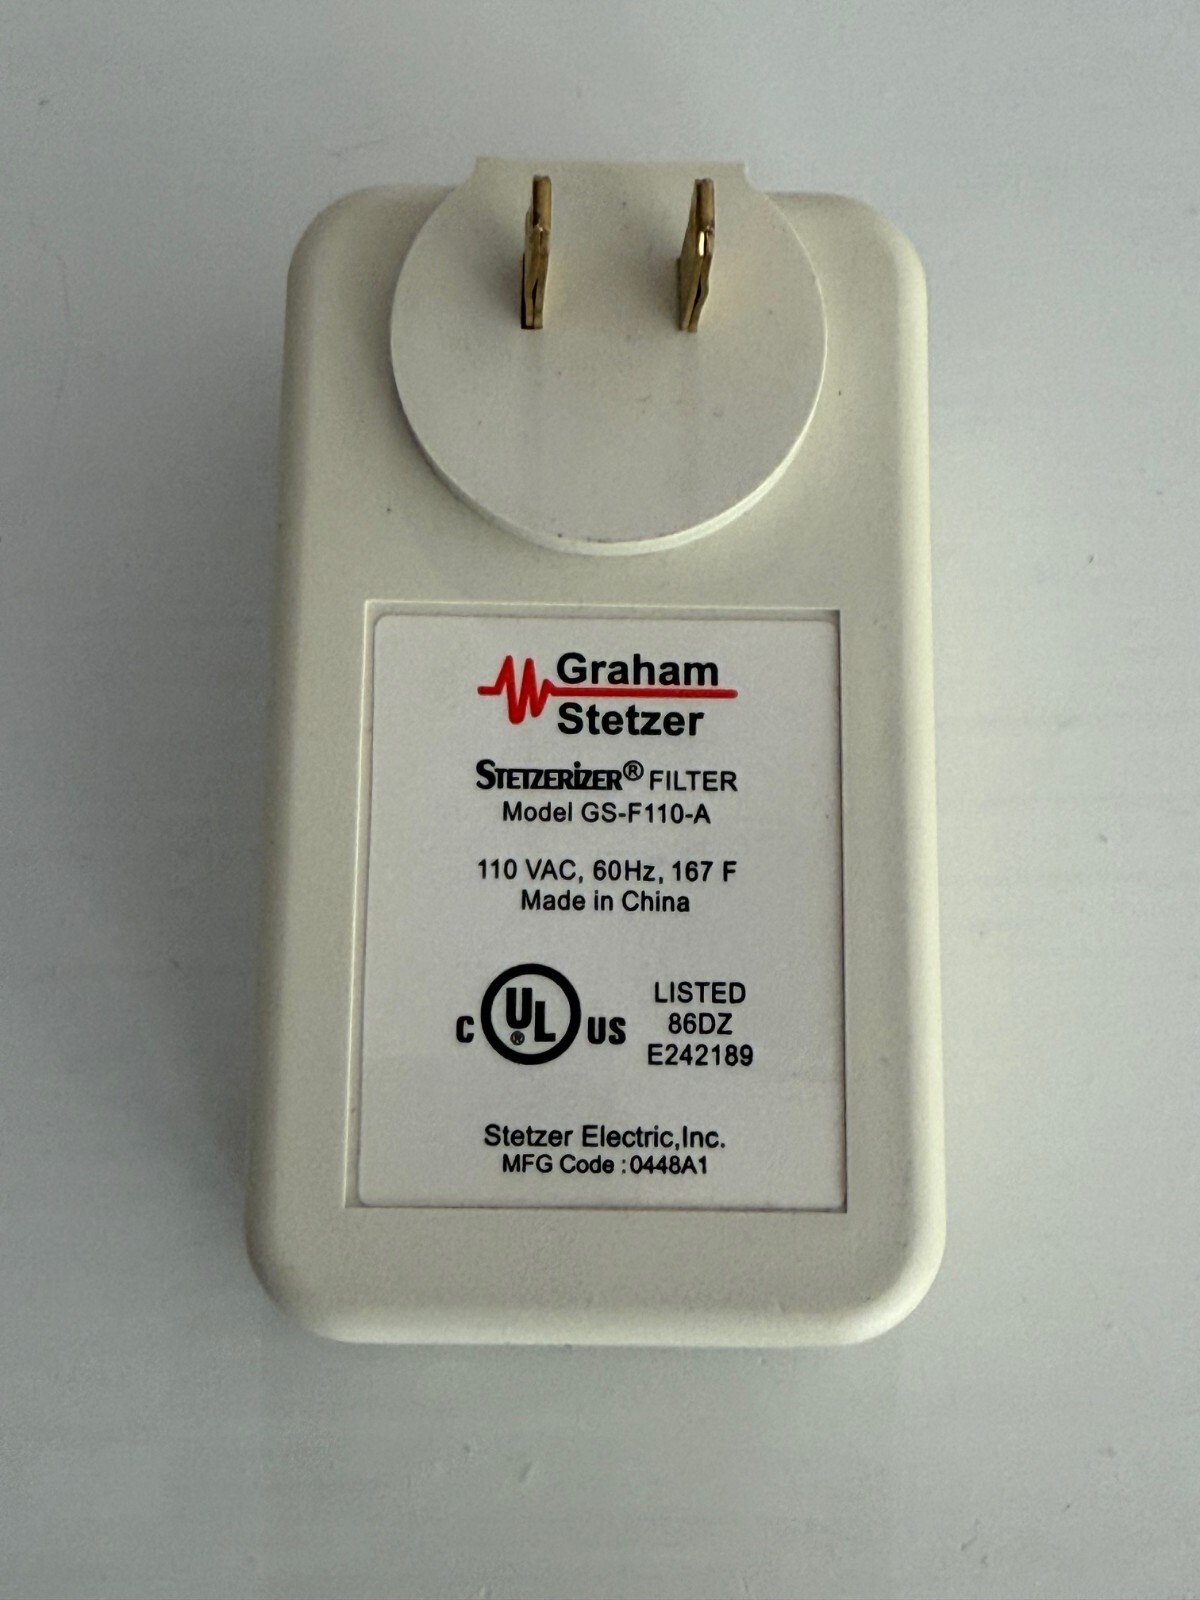 Graham
Stetzer
STETZERiZER® FILTER
Model GS-F110-A
110 VAC, 60Hz, 167 F
Made in China
C UL® US
LISTED
86DZ
E242189
Stetzer Electric,Inc.
MFG Code : 0448A1